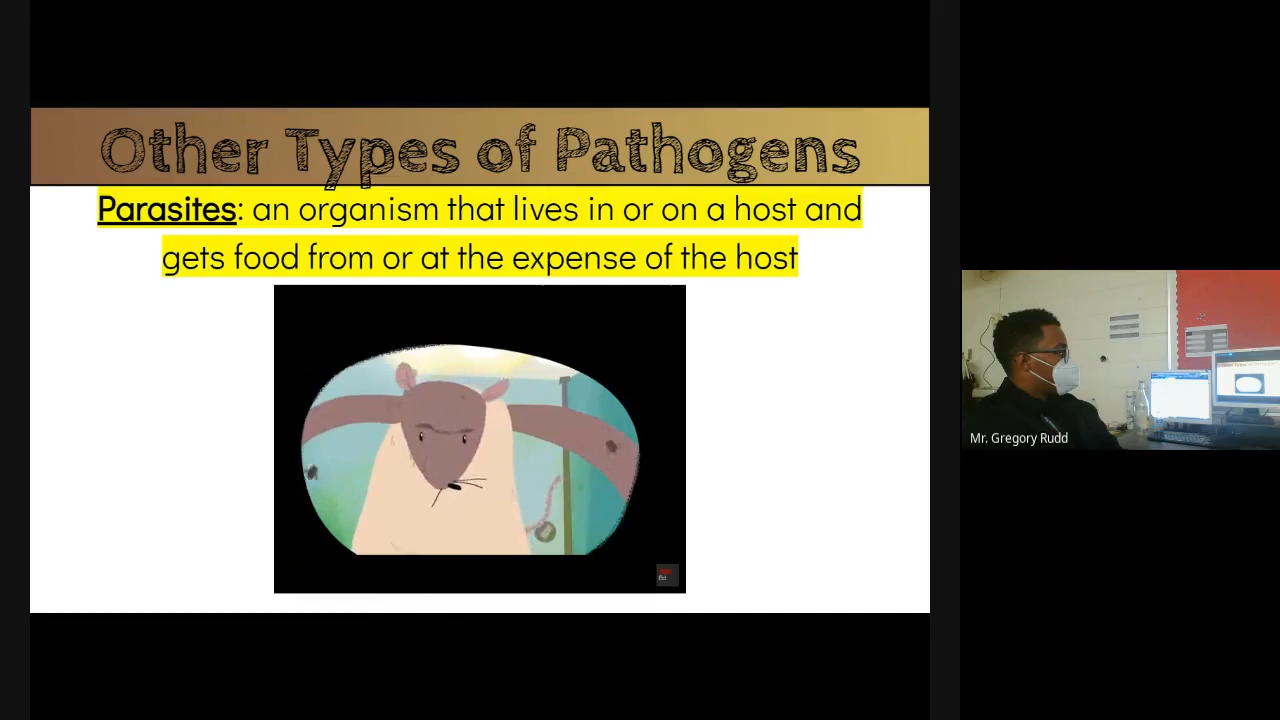 Other Types of Pathogens
Parasites: an organism that lives in or on a host and
gets food from or at the expense of the host
Mr. Gregory Rudd